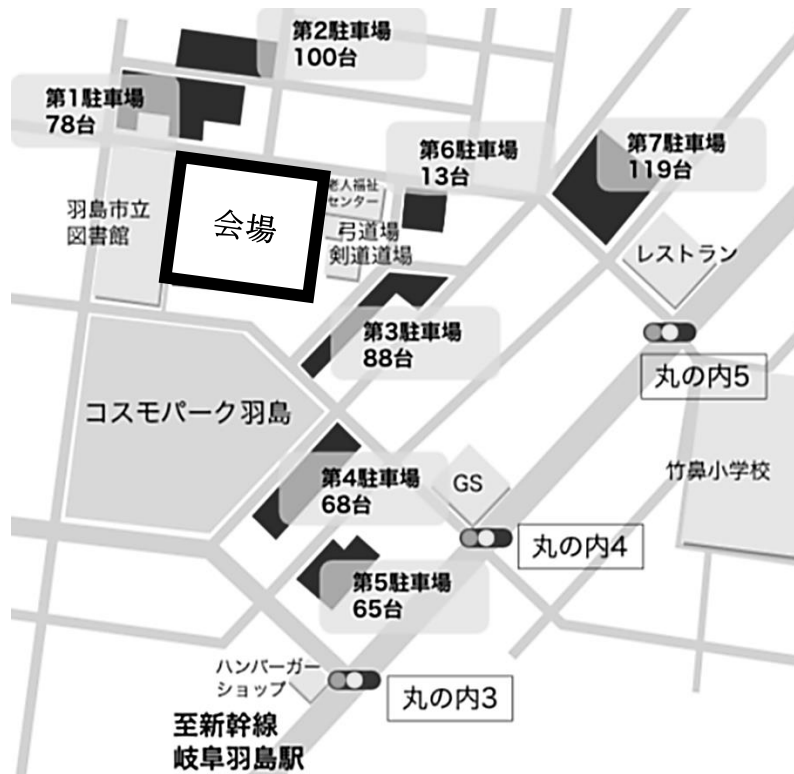 第2駐車場
100台
第1駐車場
78台
第6駐車場
13台
第7駐車場
119台
老人福祉
センター
羽島市立
図書館
会場
弓道場
剣道道場
レストラン
第3駐車場
88台
丸の内5
コスモパーク羽島
第4駐車場
68台
GS
竹鼻小学校
丸の内4
第5駐車場
65台
ハンバーガー
ショップ
丸の内3
至新幹線
岐阜羽島駅